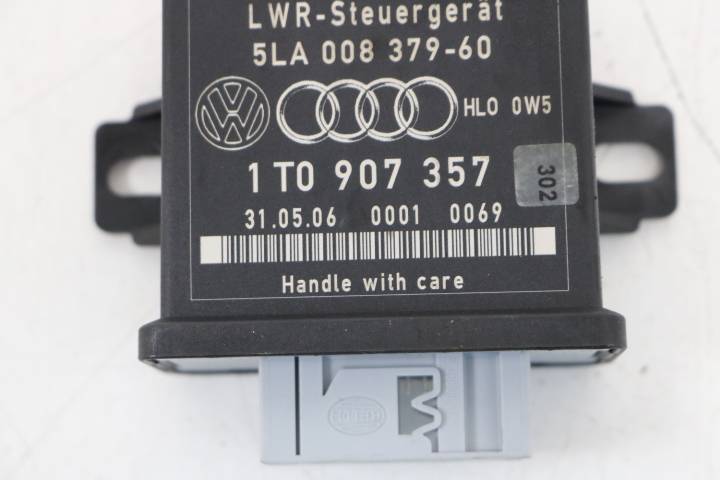 LWR-Steuergerät
5LA 008 379-60
HLO 0W5
1T0 907 357
302
31.05.06 0001 0069
Handle with care